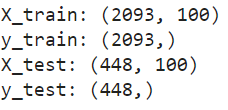 X_train: (2093, 100)
y_train: (2093,)
X_test: (448, 100)
y_test: (448,)